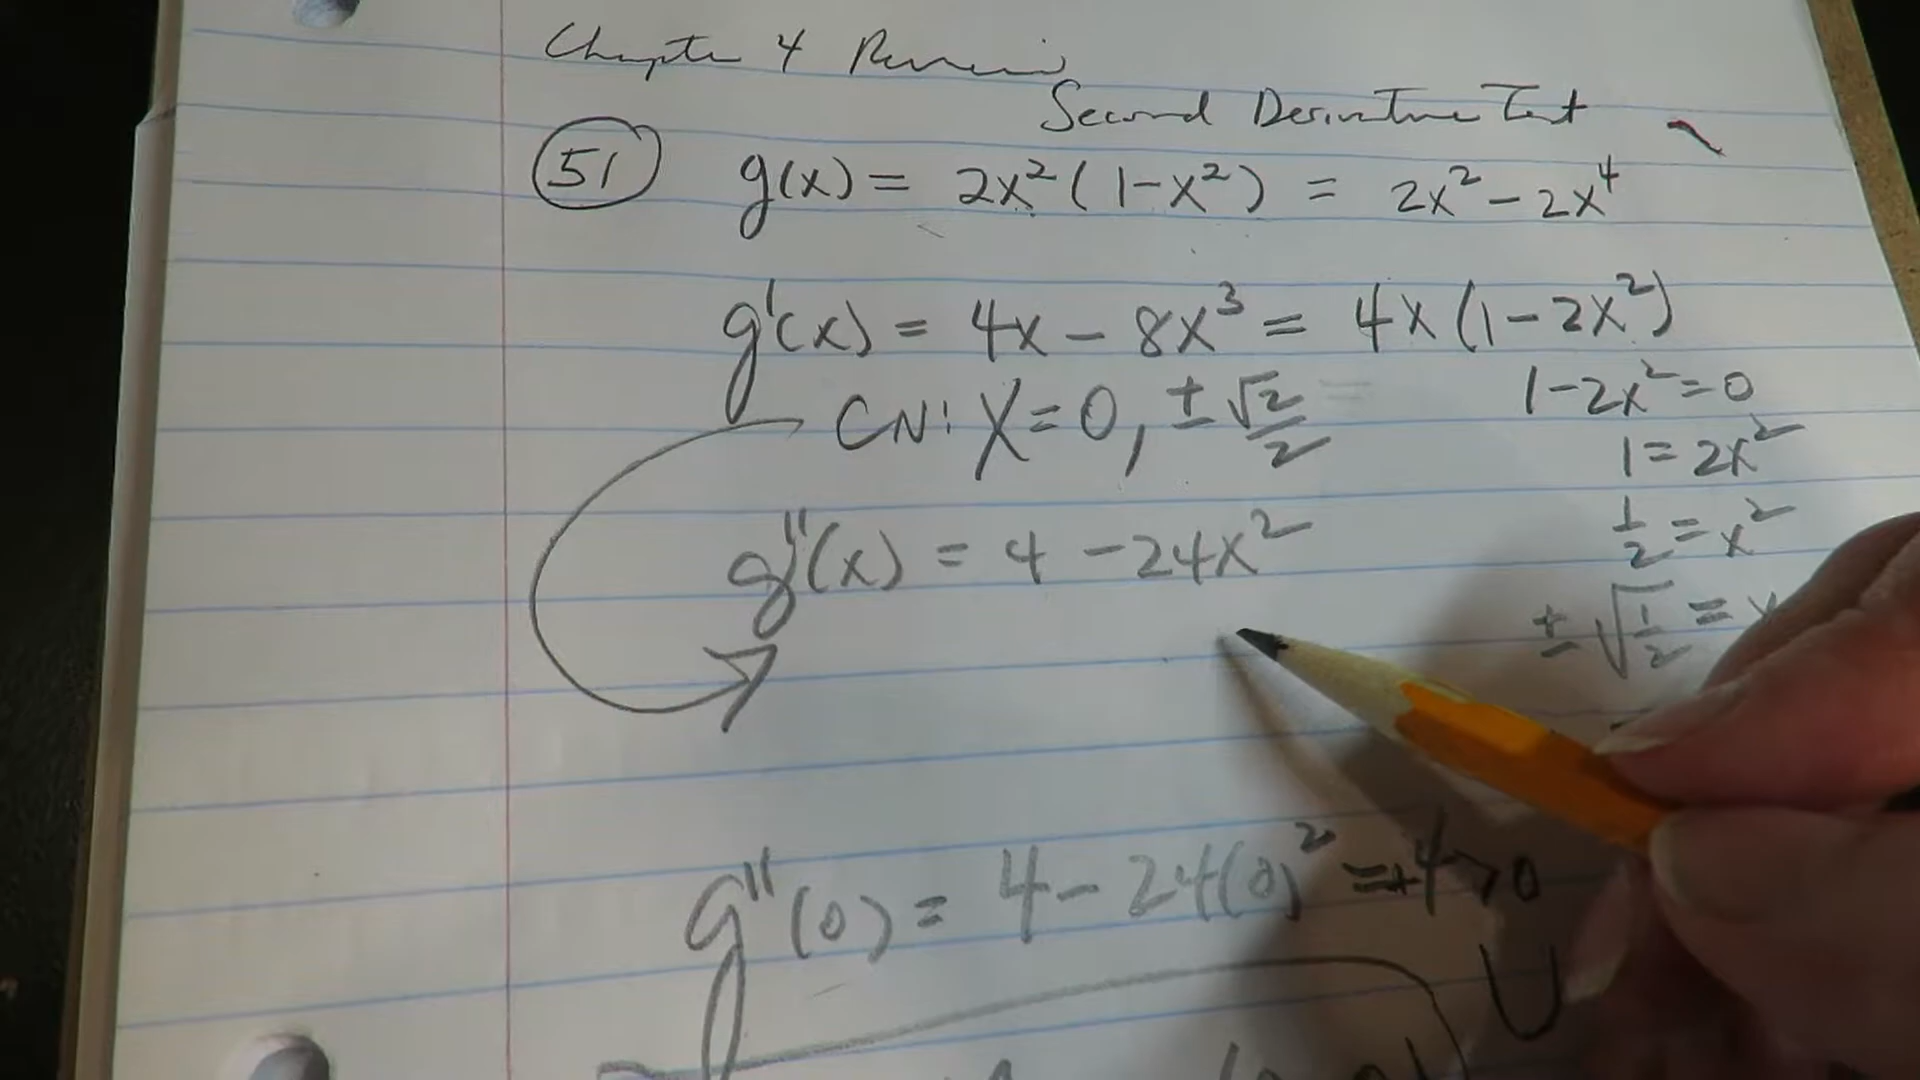 Chapter 4 Review
Second Derivative Test
51 g(x) = 2x²(1-x²) = 2x²-2x⁴
g'(x) = 4x - 8x³ = 4x(1-2x²)
CN: X=0, ± √2/2
1-2x²=0
1=2x²
1/2 = x²
± √1/2 = x
g''(x) = 4 - 24x²
g''(0) = 4 - 24(0)² = +4 > 0